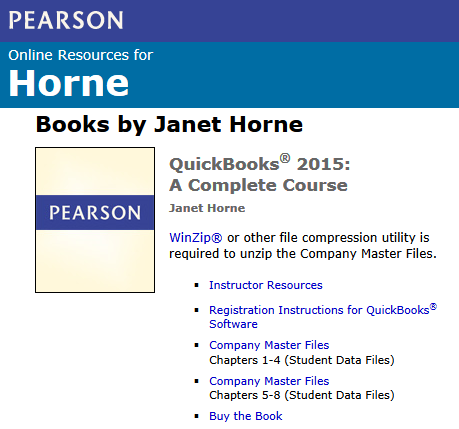 PEARSON
Online Resources for
Horne
Books by Janet Horne
PEARSON
QuickBooks® 2015:
A Complete Course
Janet Horne
WinZip® or other file compression utility is
required to unzip the Company Master Files.
Instructor Resources
Registration Instructions for QuickBooks®
Software
Company Master Files
Chapters 1-4 (Student Data Files)
Company Master Files
Chapters 5-8 (Student Data Files)
Buy the Book